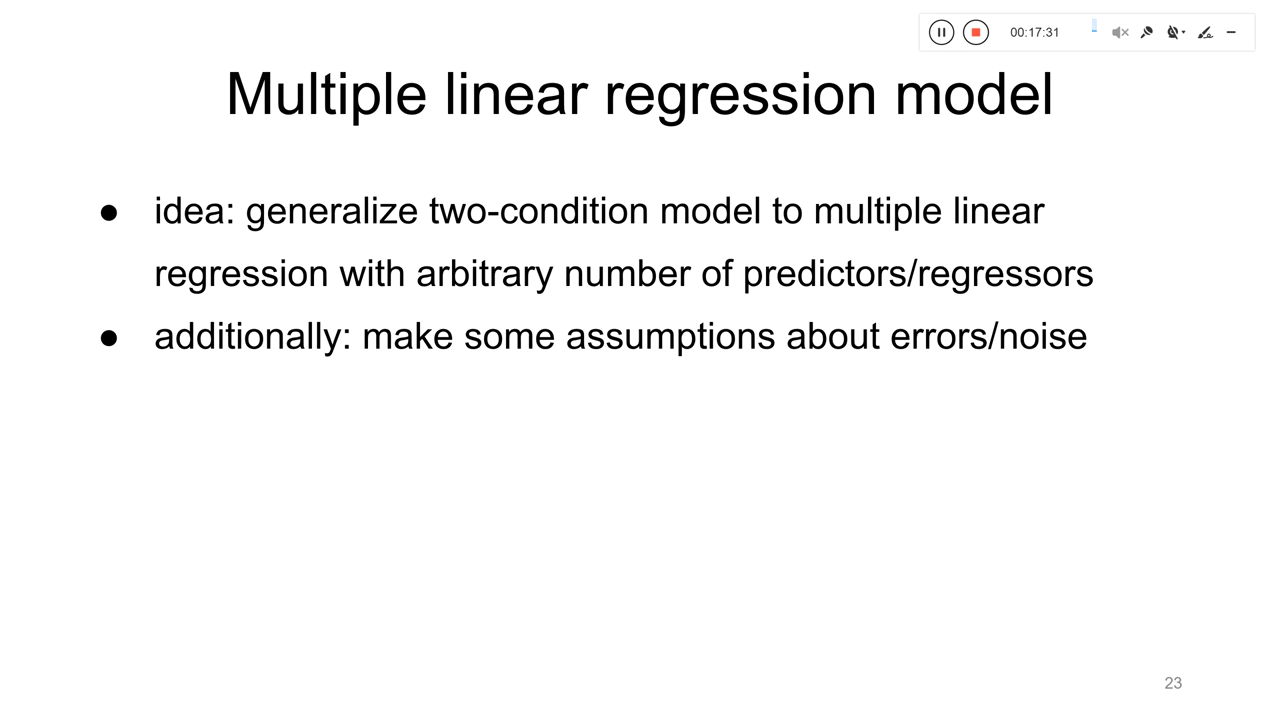 00:17:31
Multiple linear regression model
● idea: generalize two-condition model to multiple linear
regression with arbitrary number of predictors/regressors
● additionally: make some assumptions about errors/noise
23